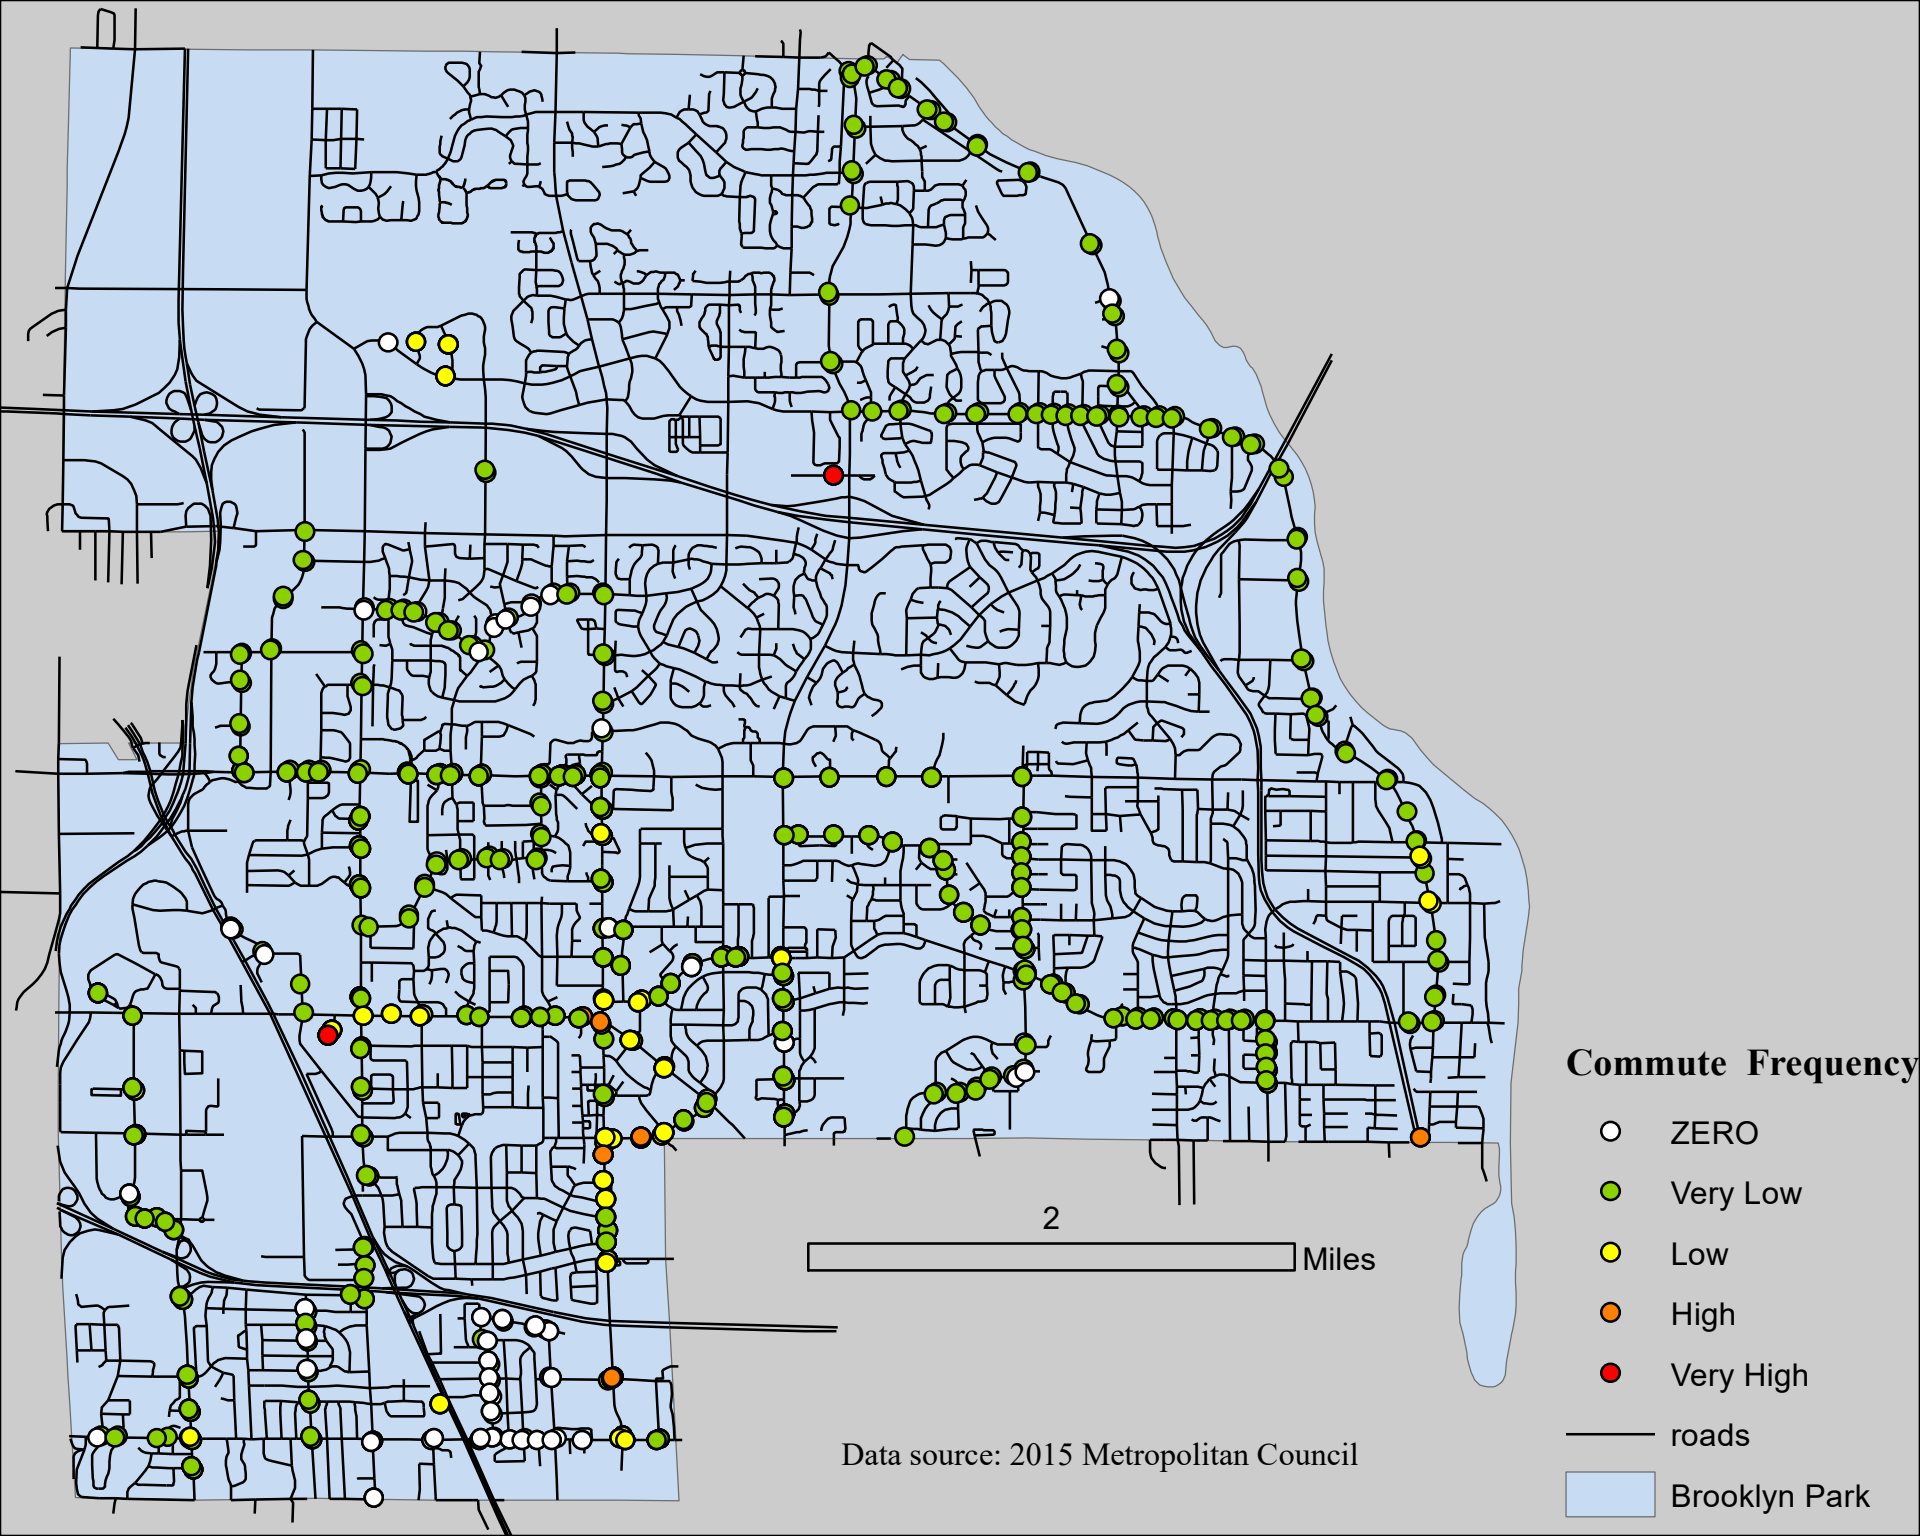 Commute Frequency
ZERO
Very Low
Low
High
Very High
roads
Brooklyn Park
2
Miles
Data source: 2015 Metropolitan Council